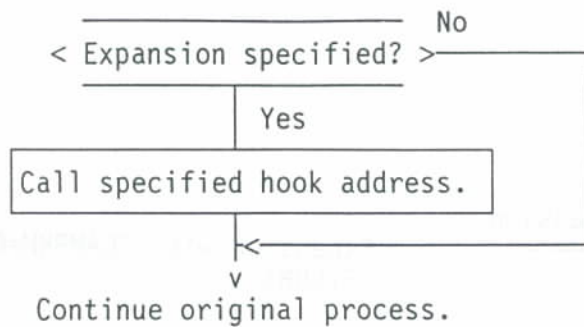 No
< Expansion specified? >
Yes
Call specified hook address.
Continue original process.